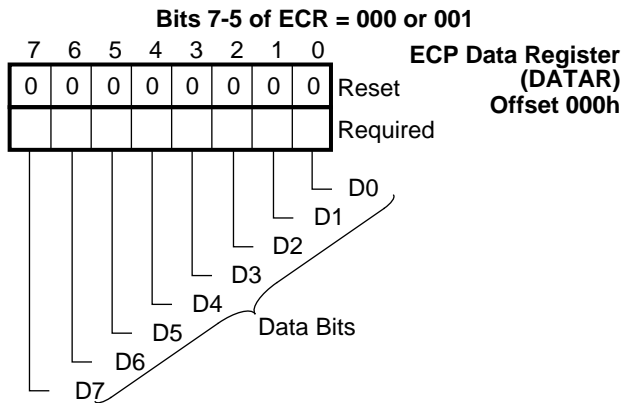 Bits 7-5 of ECR = 000 or 001
7 6 5 4 3 2 1 0
ECP Data Register
(DATAR)
Offset 000h
0 0 0 0 0 0 0 0 Reset
Required
D0
D1
D2
D3
D4
D5
D6
D7
Data Bits